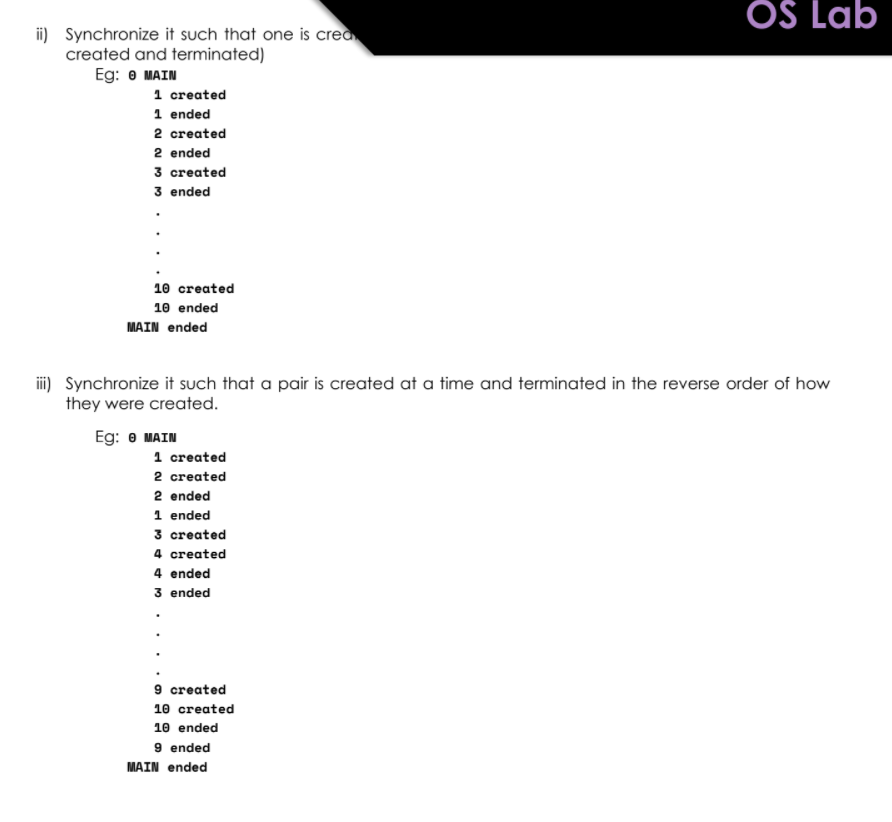 OS Lab
ii) Synchronize it such that one is
created and terminated)
Eg: 0 MAIN
1 created
1 ended
2 created
2 ended
3 created
3 ended
.
.
.
.
10 created
10 ended
MAIN ended
iii) Synchronize it such that a pair is created at a time and terminated in the reverse order of how
they were created.
Eg: 0 MAIN
1 created
2 created
2 ended
1 ended
3 created
4 created
4 ended
3 ended
.
.
.
.
9 created
10 created
10 ended
9 ended
MAIN ended